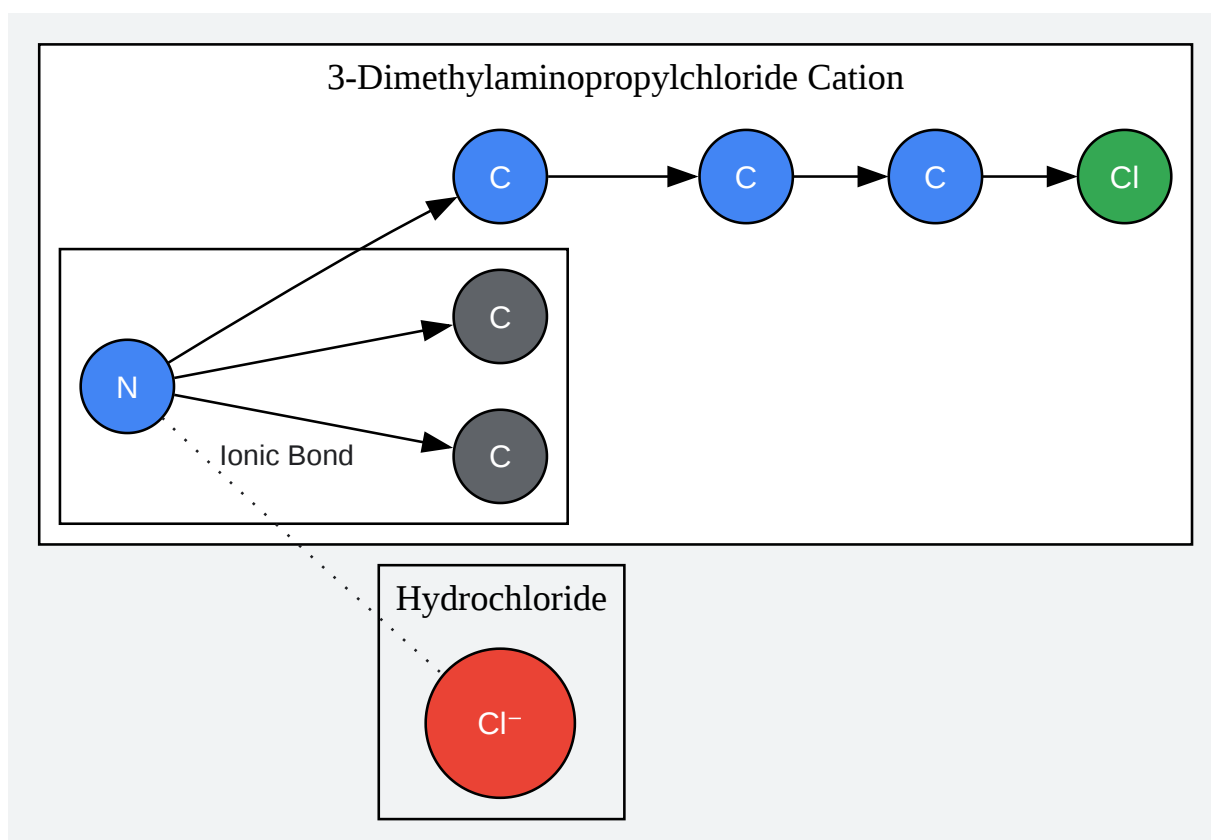 3-Dimethylaminopropylchloride Cation
C
C
C
Cl
C
N
C
Ionic Bond
Hydrochloride
Cl⁻